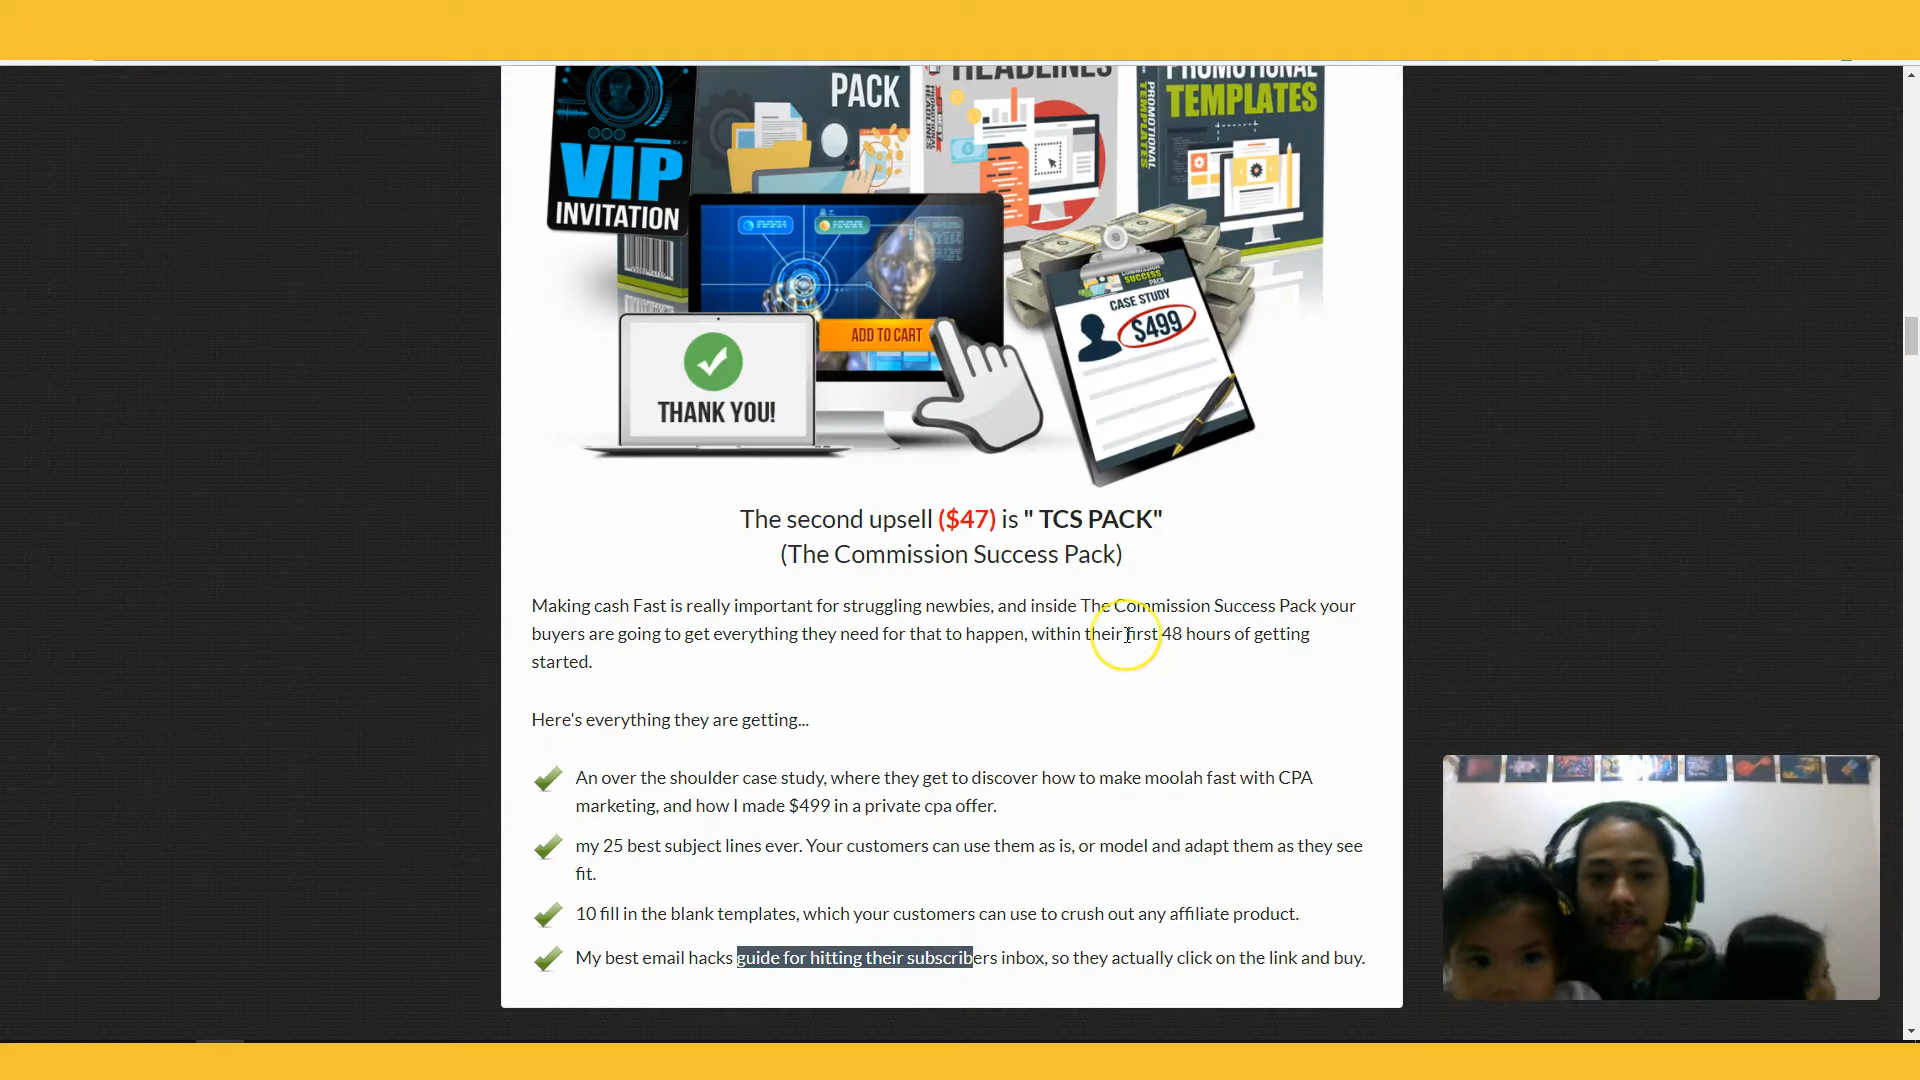 PACK
HEADLINES
PROMOTIONAL
TEMPLATES
PROMOTIONAL TEMPLATES
VIP
INVITATION
COMMISSION
SUCCESS
PACK
CASE STUDY
$499
ADD TO CART
THANK YOU!
The second upsell ($47) is " TCS PACK"
(The Commission Success Pack)
Making cash Fast is really important for struggling newbies, and inside The Commission Success Pack your
buyers are going to get everything they need for that to happen, within their first 48 hours of getting
started.
Here's everything they are getting...
An over the shoulder case study, where they get to discover how to make moolah fast with CPA
marketing, and how I made $499 in a private cpa offer.
my 25 best subject lines ever. Your customers can use them as is, or model and adapt them as they see
fit.
10 fill in the blank templates, which your customers can use to crush out any affiliate product.
My best email hacks guide for hitting their subscribers inbox, so they actually click on the link and buy.